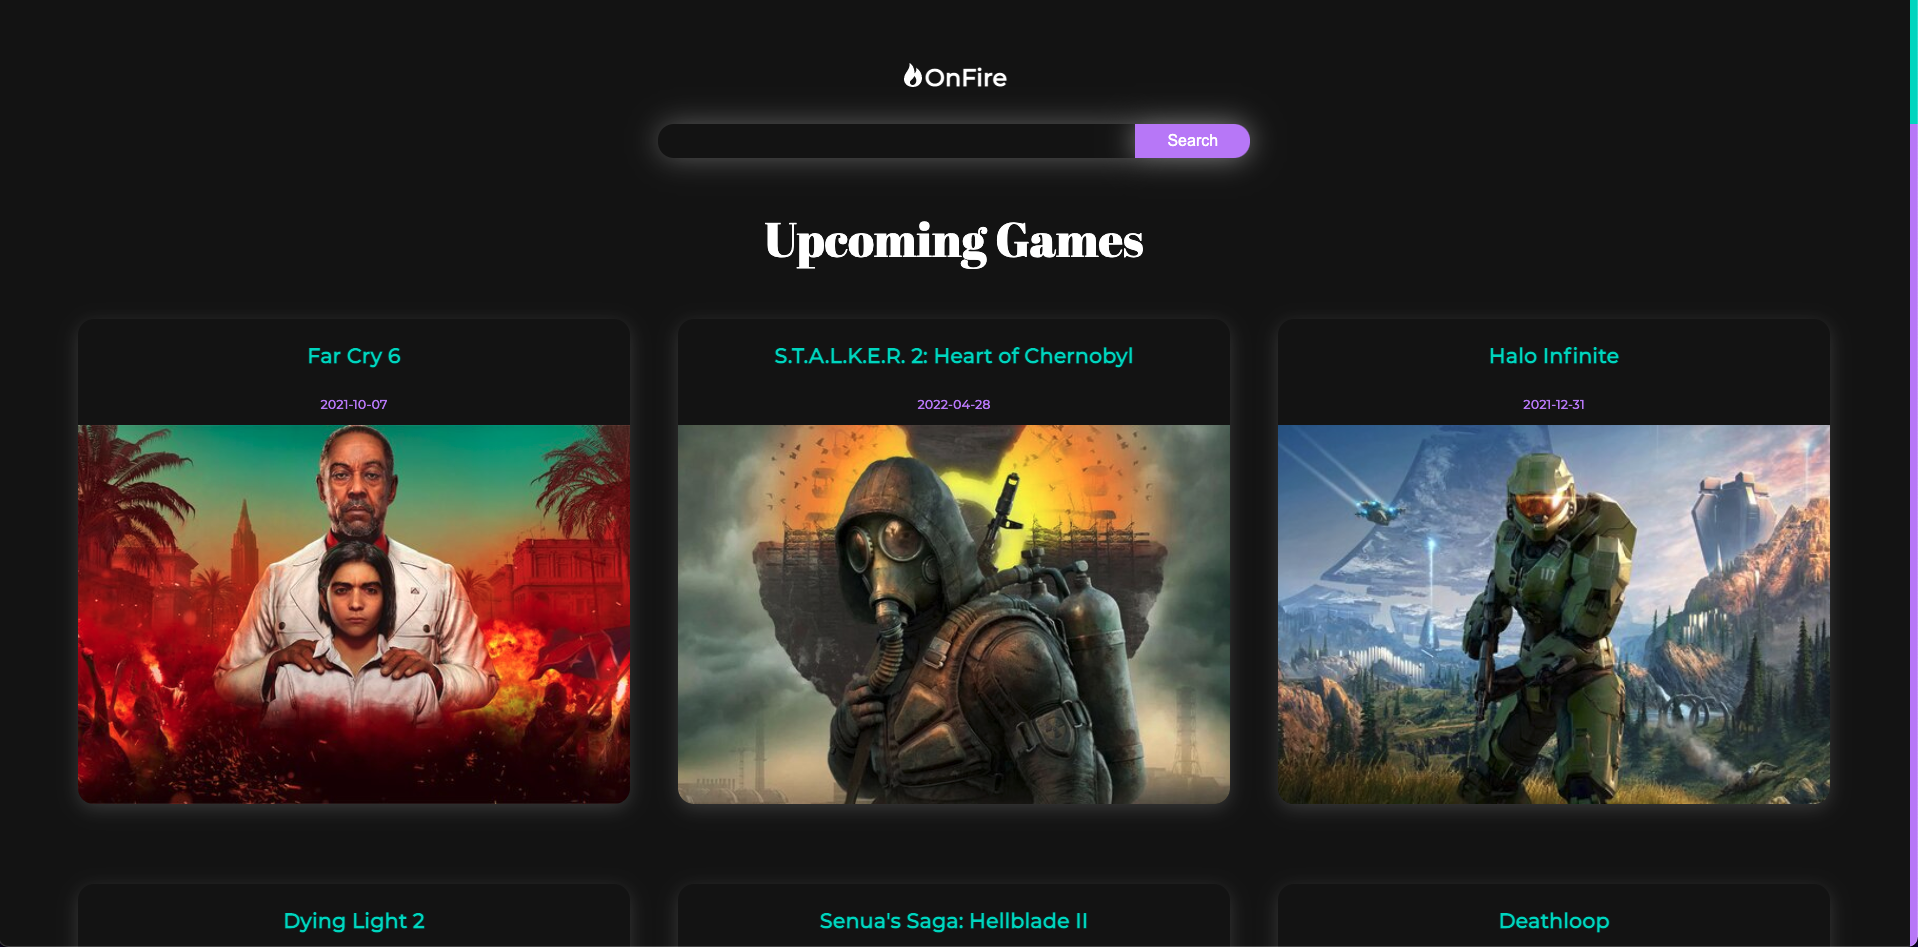 OnFire
Search
Upcoming Games
Far Cry 6
2021-10-07
S.T.A.L.K.E.R. 2: Heart of Chernobyl
2022-04-28
Halo Infinite
2021-12-31
117
Dying Light 2
Senua's Saga: Hellblade II
Deathloop